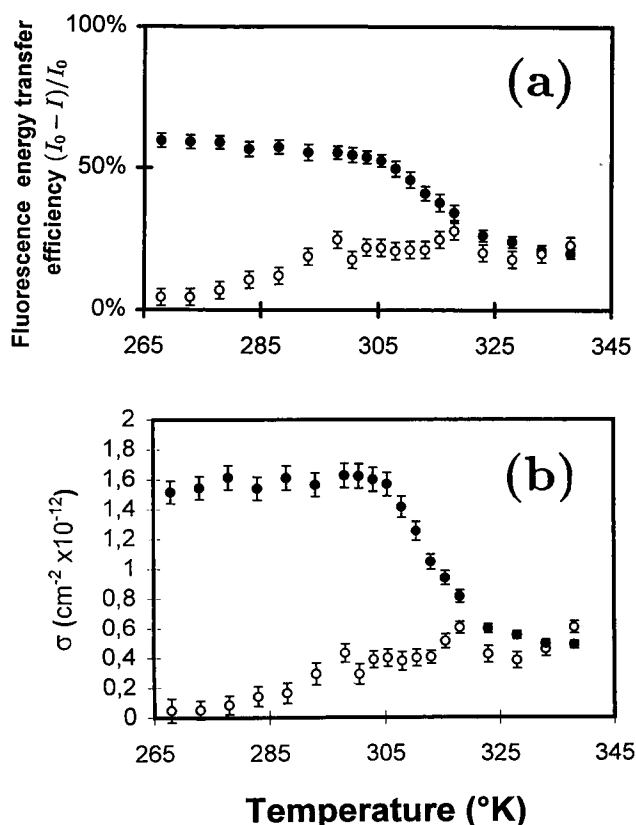 Fluorescence energy transfer
efficiency (I₀ − I)/I₀
100%
50%
0%
(a)
265 285 305 325 345
σ (cm⁻² x10⁻¹²)
2
1,8
1,6
1,4
1,2
1
0,8
0,6
0,4
0,2
0
(b)
265 285 305 325 345
Temperature (°K)